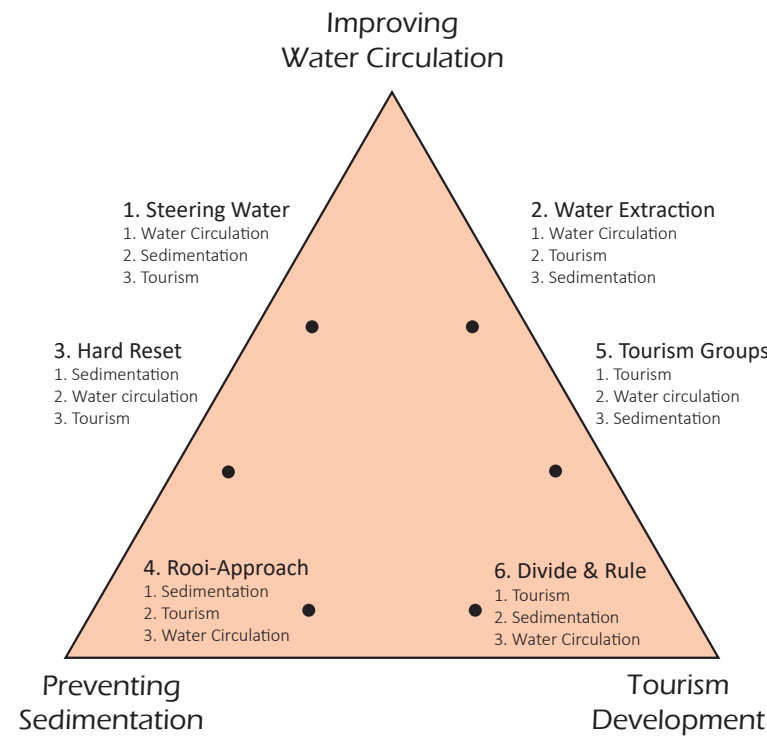 Improving
Water Circulation
1. Steering Water
1. Water Circulation
2. Sedimentation
3. Tourism
2. Water Extraction
1. Water Circulation
2. Tourism
3. Sedimentation
3. Hard Reset
1. Sedimentation
2. Water circulation
3. Tourism
5. Tourism Groups
1. Tourism
2. Water circulation
3. Sedimentation
4. Rooi-Approach
1. Sedimentation
2. Tourism
3. Water Circulation
6. Divide & Rule
1. Tourism
2. Sedimentation
3. Water Circulation
Preventing
Sedimentation
Tourism
Development